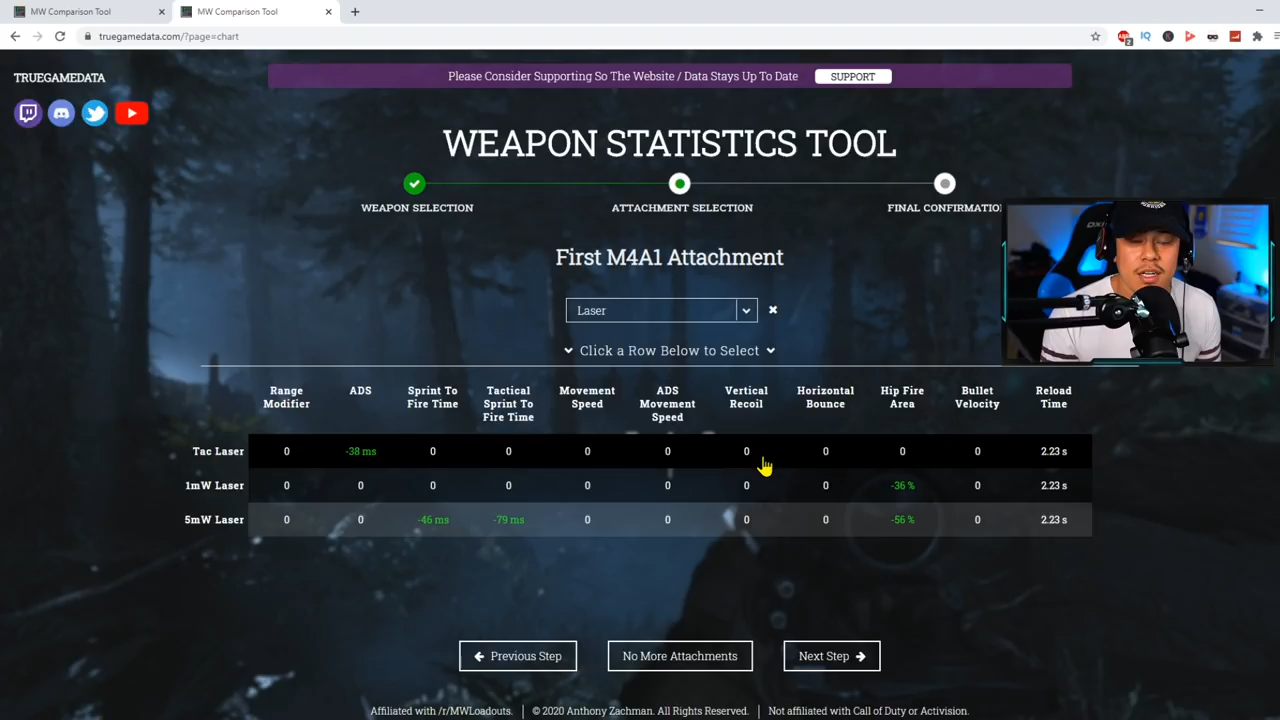 MW Comparison Tool
MW Comparison Tool
truegamedata.com/?page=chart
IQ
2
TRUEGAMEDATA
Please Consider Supporting So The Website / Data Stays Up To Date
SUPPORT
WEAPON STATISTICS TOOL
WEAPON SELECTION
ATTACHMENT SELECTION
FINAL CONFIRMATIO
First M4A1 Attachment
Laser
Click a Row Below to Select
Range Modifier ADS Sprint To Fire Time Tactical Sprint To Fire Time Movement Speed ADS Movement Speed Vertical Recoil Horizontal Bounce Hip Fire Area Bullet Velocity Reload Time
Tac Laser 0 -38 ms 0 0 0 0 0 0 0 0 2.23 s
1mW Laser 0 0 0 0 0 0 0 0 -36 % 0 2.23 s
5mW Laser 0 0 -46 ms -79 ms 0 0 0 0 -56 % 0 2.23 s
Previous Step
No More Attachments
Next Step
Affiliated with /r/MWLoadouts. | © 2020 Anthony Zachman. All Rights Reserved. | Not affiliated with Call of Duty or Activision.